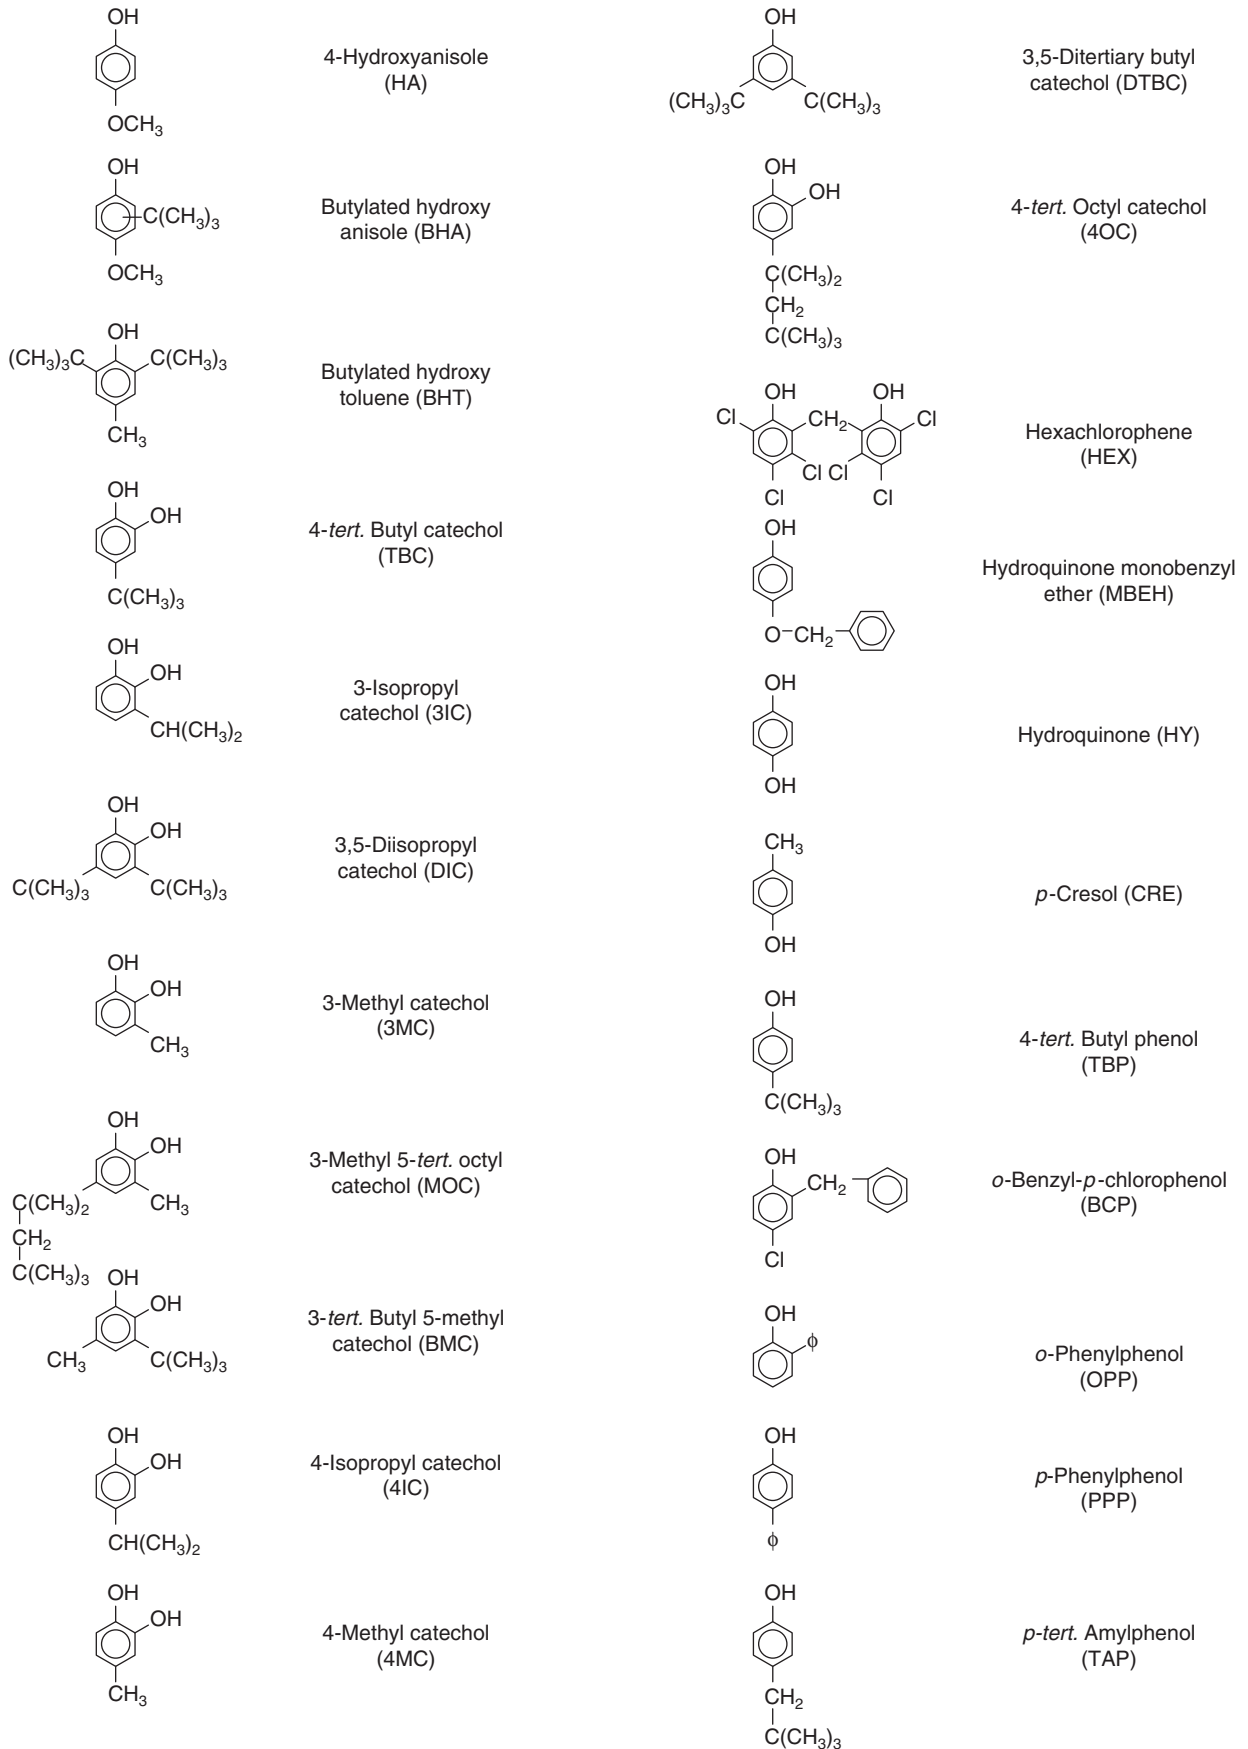 OH
OCH3
4-Hydroxyanisole
(HA)
OH
C(CH3)3
OCH3
Butylated hydroxy
anisole (BHA)
OH
(CH3)3C
C(CH3)3
CH3
Butylated hydroxy
toluene (BHT)
OH
OH
C(CH3)3
4-tert. Butyl catechol
(TBC)
OH
OH
CH(CH3)2
3-Isopropyl
catechol (3IC)
OH
OH
C(CH3)3
C(CH3)3
3,5-Diisopropyl
catechol (DIC)
OH
OH
CH3
3-Methyl catechol
(3MC)
OH
OH
C(CH3)2
CH3
CH2
C(CH3)3
3-Methyl 5-tert. octyl
catechol (MOC)
OH
OH
CH3
C(CH3)3
3-tert. Butyl 5-methyl
catechol (BMC)
OH
OH
CH(CH3)2
4-Isopropyl catechol
(4IC)
OH
OH
CH3
4-Methyl catechol
(4MC)
OH
(CH3)3C
C(CH3)3
3,5-Ditertiary butyl
catechol (DTBC)
OH
OH
C(CH3)2
CH2
C(CH3)3
4-tert. Octyl catechol
(4OC)
OH
OH
Cl
CH2
Cl
Cl
Cl
Cl
Cl
Hexachlorophene
(HEX)
OH
O-CH2
Hydroquinone monobenzyl
ether (MBEH)
OH
OH
Hydroquinone (HY)
CH3
OH
p-Cresol (CRE)
OH
C(CH3)3
4-tert. Butyl phenol
(TBP)
OH
CH2
Cl
o-Benzyl-p-chlorophenol
(BCP)
OH
ϕ
o-Phenylphenol
(OPP)
OH
ϕ
p-Phenylphenol
(PPP)
OH
CH2
C(CH3)3
p-tert. Amylphenol
(TAP)